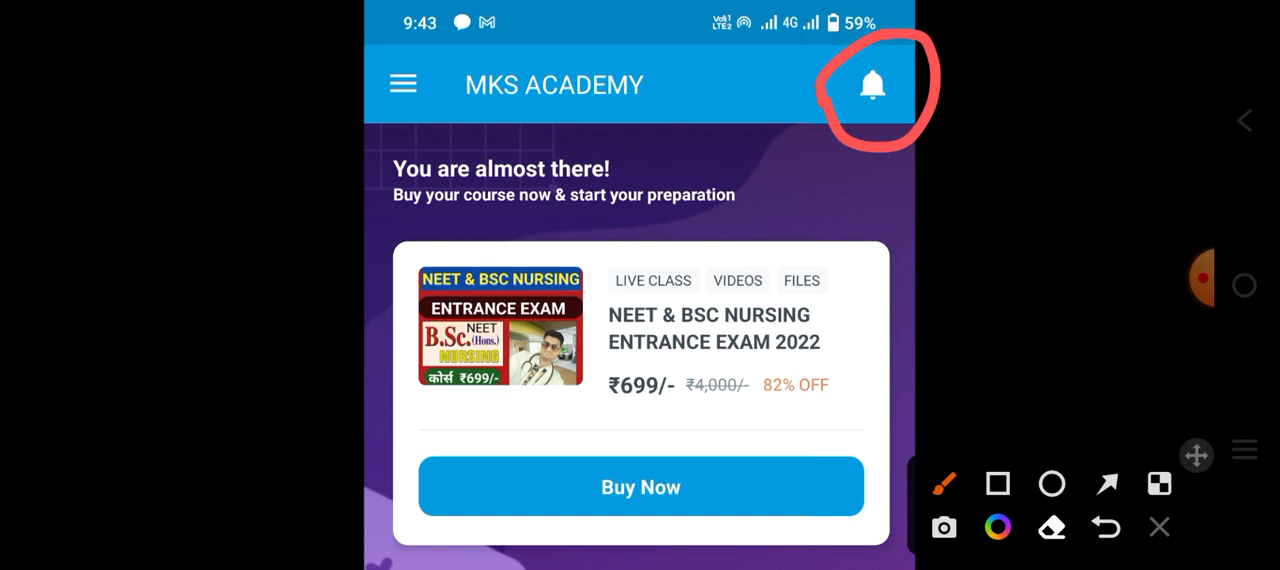 9:43
Vo))1
LTE2
4G
59%
MKS ACADEMY
You are almost there!
Buy your course now & start your preparation
NEET & BSC NURSING
ENTRANCE EXAM
NEET
B.Sc. (Hons.)
NURSING
कोर्स ₹699/-
LIVE CLASS VIDEOS FILES
NEET & BSC NURSING
ENTRANCE EXAM 2022
₹699/- ₹4,000/- 82% OFF
Buy Now